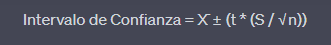 Intervalo de Confianza = X̄ ± (t * (S / √n))